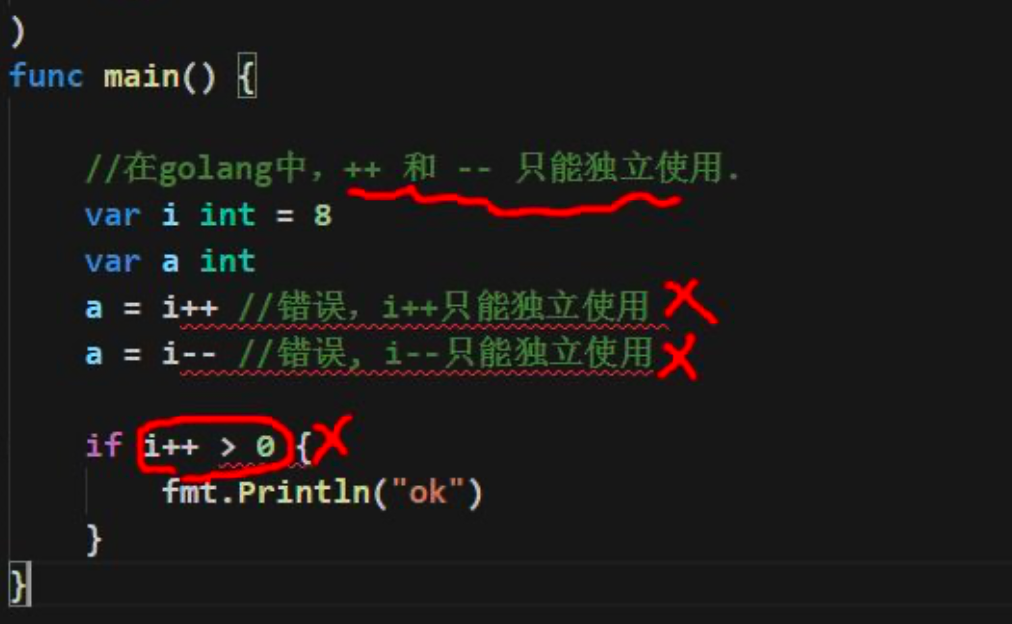 )
func main() {
//在golang中，++ 和 -- 只能独立使用.
var i int = 8
var a int
a = i++ //错误，i++只能独立使用
a = i-- //错误, i--只能独立使用
if i++ > 0 {
fmt.Println("ok")
}
}